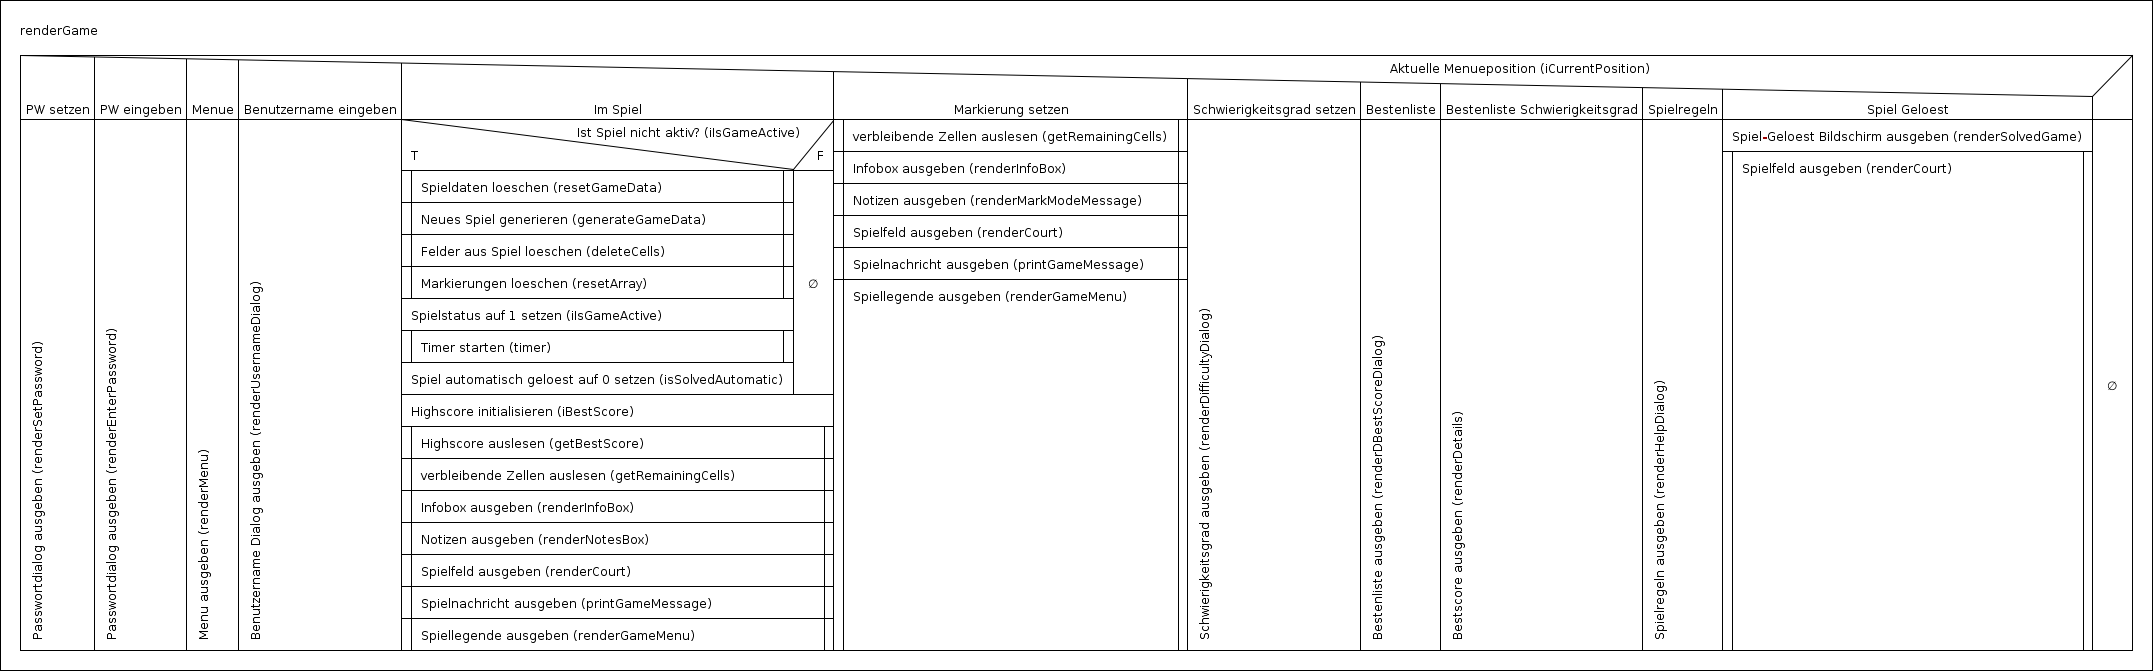 renderGame
Aktuelle Menueposition (iCurrentPosition)
PW setzen
PW eingeben
Menue
Benutzername eingeben
Im Spiel
Markierung setzen
Schwierigkeitsgrad setzen
Bestenliste
Bestenliste Schwierigkeitsgrad
Spielregeln
Spiel Geloest
Passwortdialog ausgeben (renderSetPassword)
Passwortdialog ausgeben (renderEnterPassword)
Menu ausgeben (renderMenu)
Benutzername Dialog ausgeben (renderUsernameDialog)
Ist Spiel nicht aktiv? (iIsGameActive)
T
F
Spieldaten loeschen (resetGameData)
Neues Spiel generieren (generateGameData)
Felder aus Spiel loeschen (deleteCells)
Markierungen loeschen (resetArray)
Spielstatus auf 1 setzen (iIsGameActive)
Timer starten (timer)
Spiel automatisch geloest auf 0 setzen (isSolvedAutomatic)
∅
Highscore initialisieren (iBestScore)
Highscore auslesen (getBestScore)
verbleibende Zellen auslesen (getRemainingCells)
Infobox ausgeben (renderInfoBox)
Notizen ausgeben (renderNotesBox)
Spielfeld ausgeben (renderCourt)
Spielnachricht ausgeben (printGameMessage)
Spiellegende ausgeben (renderGameMenu)
verbleibende Zellen auslesen (getRemainingCells)
Infobox ausgeben (renderInfoBox)
Notizen ausgeben (renderMarkModeMessage)
Spielfeld ausgeben (renderCourt)
Spielnachricht ausgeben (printGameMessage)
Spiellegende ausgeben (renderGameMenu)
Schwierigkeitsgrad ausgeben (renderDifficultyDialog)
Bestenliste ausgeben (renderDBestScoreDIalog)
Bestscore ausgeben (renderDetails)
Spielregeln ausgeben (renderHelpDialog)
Spiel-Geloest Bildschirm ausgeben (renderSolvedGame)
Spielfeld ausgeben (renderCourt)
∅